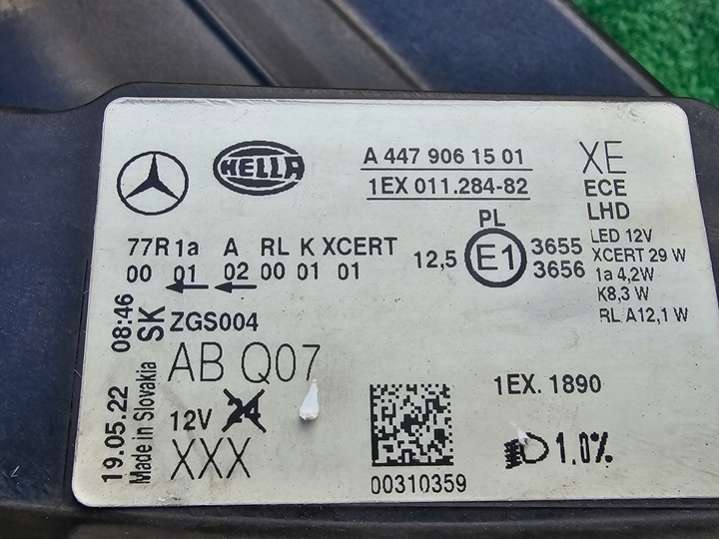 HELLA
A 447 906 15 01
1EX 011.284-82
XE
ECE
LHD
LED 12V
XCERT 29 W
1a 4,2W
K8,3 W
RL A12,1 W
77R 1a A RL K XCERT
00 01 02 00 01 01
12,5
PL
E1
3655
3656
ZGS004
AB Q07
12V 24
XXX
19.05.22 08:46
Made in Slovakia SK
00310359
1EX. 1890
1.0%